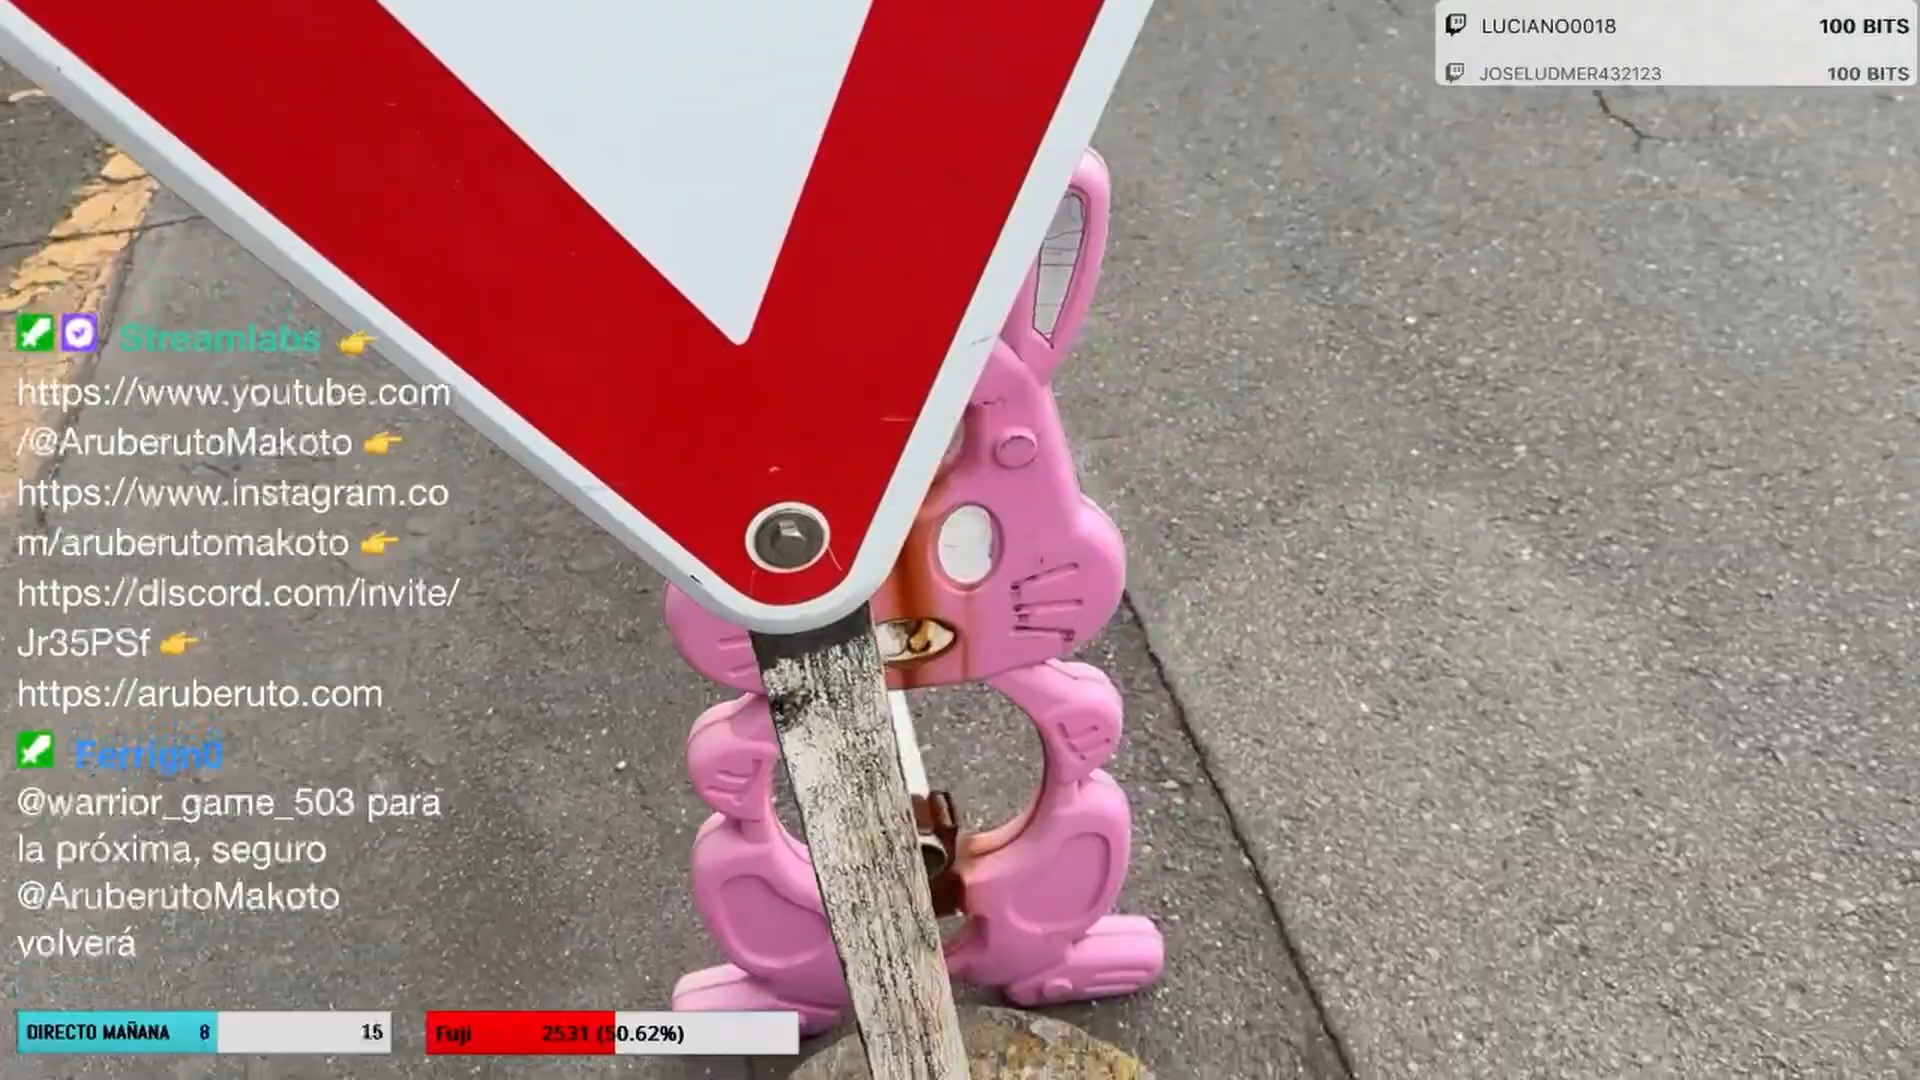 LUCIANO0018 100 BITS
JOSELUDMER432123 100 BITS
Streamlabs 👉
https://www.youtube.com
/@AruberutoMakoto 👉
https://www.instagram.co
m/aruberutomakoto 👉
https://discord.com/invite/
Jr35PSf 👉
https://aruberuto.com
Ferrign0
@warrior_game_503 para
la próxima, seguro
@AruberutoMakoto
volverá
DIRECTO MAÑANA 8 15
Fuji 2531 (50.62%)